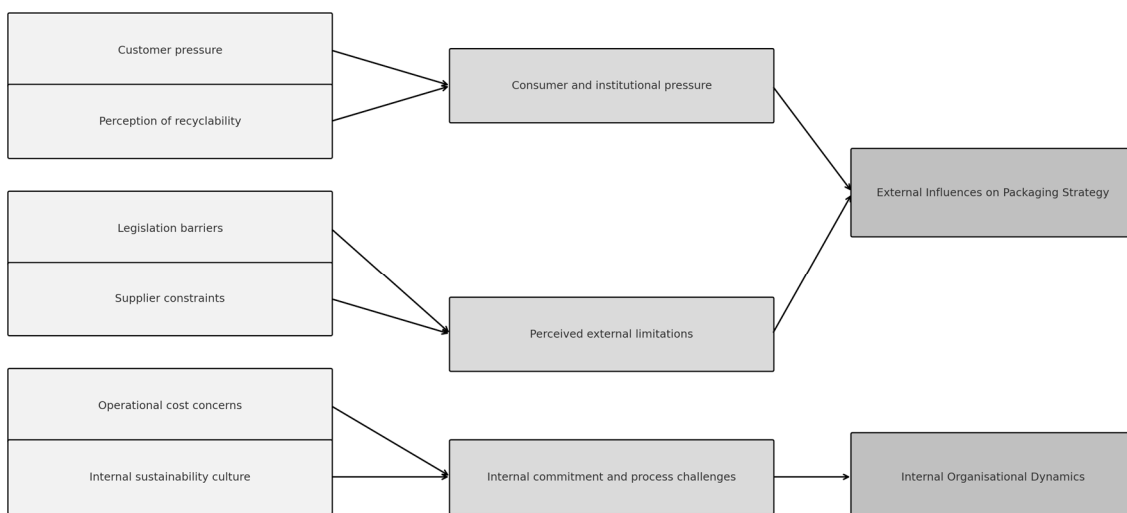 Customer pressure
Perception of recyclability
Legislation barriers
Supplier constraints
Operational cost concerns
Internal sustainability culture
Consumer and institutional pressure
Perceived external limitations
Internal commitment and process challenges
External Influences on Packaging Strategy
Internal Organisational Dynamics